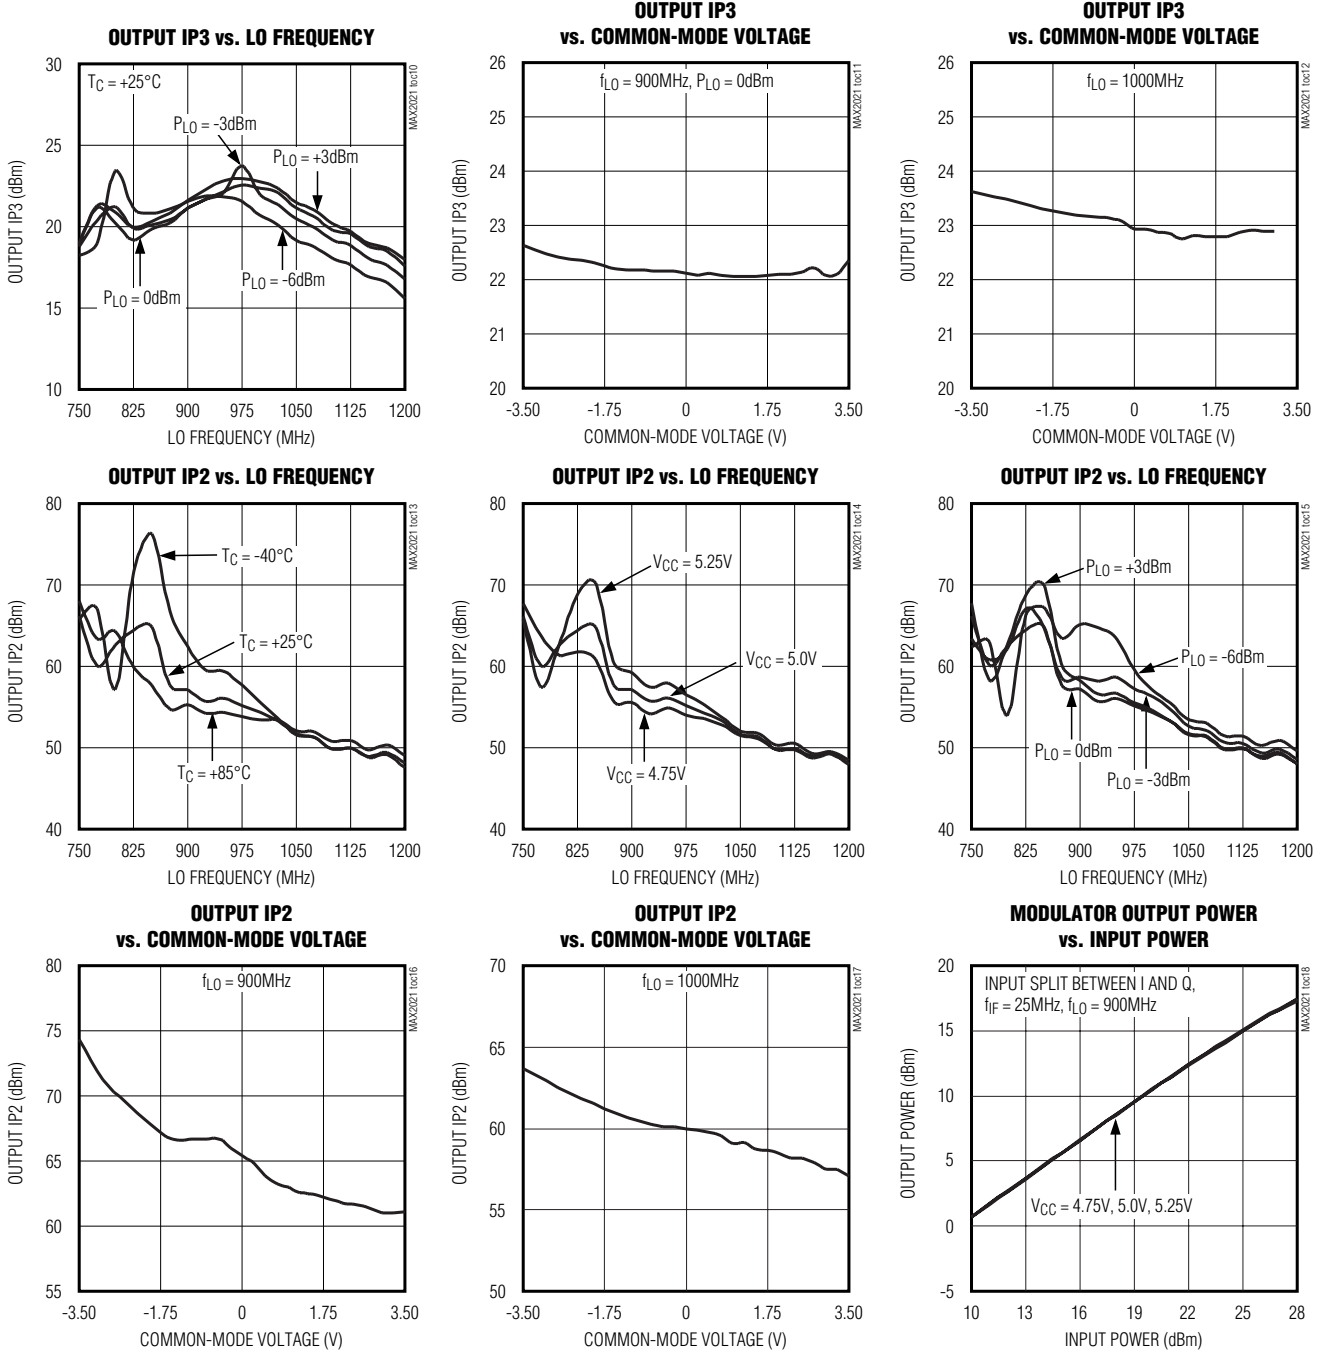 OUTPUT IP3 vs. LO FREQUENCY
30
25
20
15
10
OUTPUT IP3 (dBm)
TC = +25°C
PLO = -3dBm
PLO = +3dBm
PLO = 0dBm
PLO = -6dBm
MAX2021 toc10
750 825 900 975 1050 1125 1200
LO FREQUENCY (MHz)
OUTPUT IP3
vs. COMMON-MODE VOLTAGE
26
25
24
23
22
21
20
OUTPUT IP3 (dBm)
fLO = 900MHz, PLO = 0dBm
MAX2021 toc11
-3.50 -1.75 0 1.75 3.50
COMMON-MODE VOLTAGE (V)
OUTPUT IP3
vs. COMMON-MODE VOLTAGE
26
25
24
23
22
21
20
OUTPUT IP3 (dBm)
fLO = 1000MHz
MAX2021 toc12
-3.50 -1.75 0 1.75 3.50
COMMON-MODE VOLTAGE (V)
OUTPUT IP2 vs. LO FREQUENCY
80
70
60
50
40
OUTPUT IP2 (dBm)
TC = -40°C
TC = +25°C
TC = +85°C
MAX2021 toc13
750 825 900 975 1050 1125 1200
LO FREQUENCY (MHz)
OUTPUT IP2 vs. LO FREQUENCY
80
70
60
50
40
OUTPUT IP2 (dBm)
VCC = 5.25V
VCC = 5.0V
VCC = 4.75V
MAX2021 toc14
750 825 900 975 1050 1125 1200
LO FREQUENCY (MHz)
OUTPUT IP2 vs. LO FREQUENCY
80
70
60
50
40
OUTPUT IP2 (dBm)
PLO = +3dBm
PLO = -6dBm
PLO = 0dBm
PLO = -3dBm
MAX2021 toc15
750 825 900 975 1050 1125 1200
LO FREQUENCY (MHz)
OUTPUT IP2
vs. COMMON-MODE VOLTAGE
80
75
70
65
60
55
OUTPUT IP2 (dBm)
fLO = 900MHz
MAX2021 toc16
-3.50 -1.75 0 1.75 3.50
COMMON-MODE VOLTAGE (V)
OUTPUT IP2
vs. COMMON-MODE VOLTAGE
70
65
60
55
50
OUTPUT IP2 (dBm)
fLO = 1000MHz
MAX2021 toc17
-3.50 -1.75 0 1.75 3.50
COMMON-MODE VOLTAGE (V)
MODULATOR OUTPUT POWER
vs. INPUT POWER
20
15
10
5
0
-5
OUTPUT POWER (dBm)
INPUT SPLIT BETWEEN I AND Q,
fIF = 25MHz, fLO = 900MHz
VCC = 4.75V, 5.0V, 5.25V
MAX2021 toc18
10 13 16 19 22 25 28
INPUT POWER (dBm)